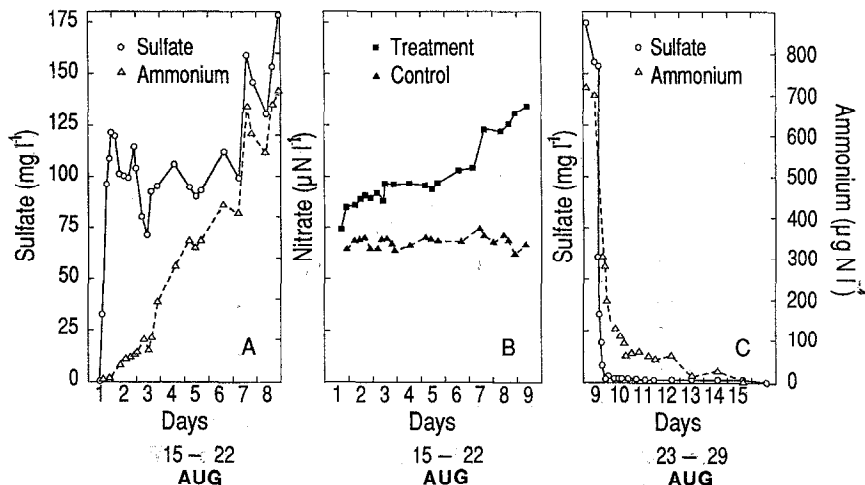 175
150
125
100
75
50
25
0
Sulfate (mg l⁻¹)
Sulfate
Ammonium
A
1 2 3 4 5 6 7 8
Days
15 – 22
AUG
Nitrate (µ N l⁻¹)
Treatment
Control
B
1 2 3 4 5 6 7 8 9
Days
15 – 22
AUG
Sulfate (mg l⁻¹)
Sulfate
Ammonium
C
9 10 11 12 13 14 15
Days
23 – 29
AUG
800
700
600
500
400
300
200
100
0
Ammonium (µg N l⁻¹)